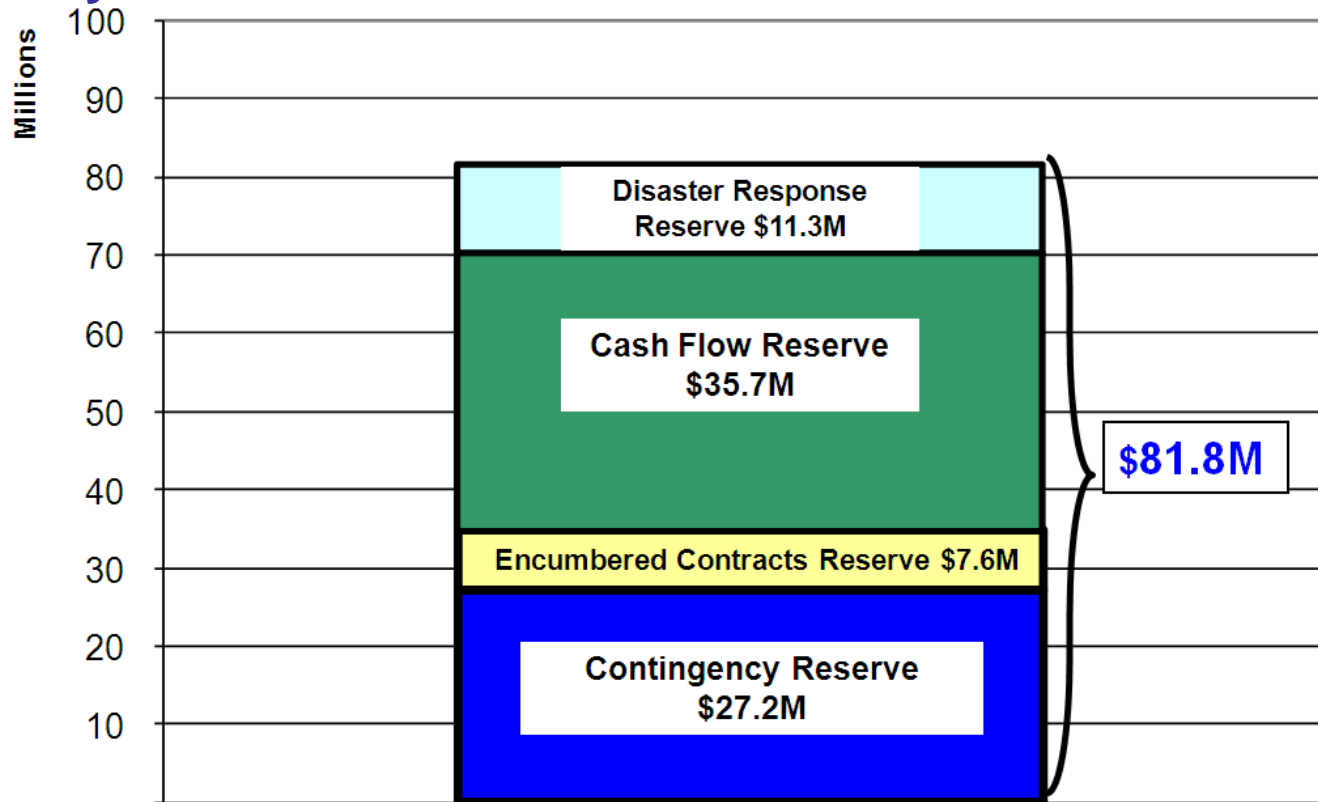 Millions
100
90
80
70
60
50
40
30
20
10
Disaster Response
Reserve $11.3M
Cash Flow Reserve
$35.7M
Encumbered Contracts Reserve $7.6M
Contingency Reserve
$27.2M
$81.8M